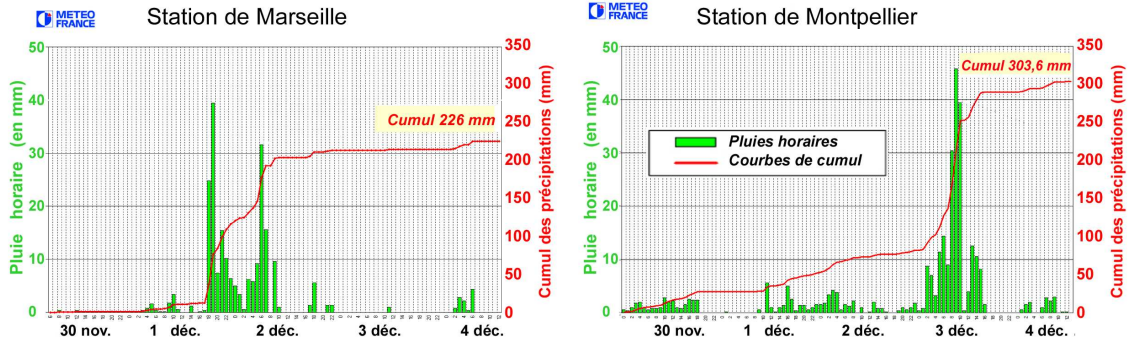 METEO
FRANCE
Station de Marseille
Pluie horaire (en mm)
50
40
30
20
10
0
Cumul 226 mm
350
300
250
200
150
100
50
0
Cumul des précipitations (mm)
30 nov.
1 déc.
2 déc.
3 déc.
4 déc.
METEO
FRANCE
Station de Montpellier
Pluie horaire (en mm)
50
40
30
20
10
0
Cumul 303,6 mm
Pluies horaires
Courbes de cumul
350
300
250
200
150
100
50
0
Cumul des précipitations (mm)
30 nov.
1 déc.
2 déc.
3 déc.
4 déc.